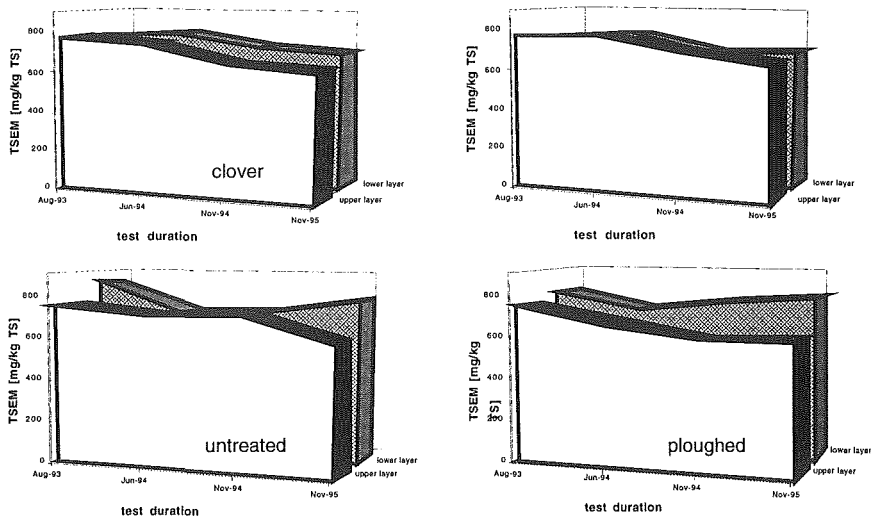 TSEM [mg/kg TS]
800
600
400
200
0
clover
Aug-93
Jun-94
Nov-94
Nov-95
lower layer
upper layer
test duration
TSEM [mg/kg TS]
800
600
400
200
0
Aug-93
Jun-94
Nov-94
Nov-95
lower layer
upper layer
test duration
TSEM [mg/kg TS]
800
600
400
200
0
untreated
Aug-93
Jun-94
Nov-94
Nov-95
lower layer
upper layer
test duration
TSEM [mg/kg
TS]
800
600
400
200
0
ploughed
Aug-93
Jun-94
Nov-94
Nov-95
lower layer
upper layer
test duration